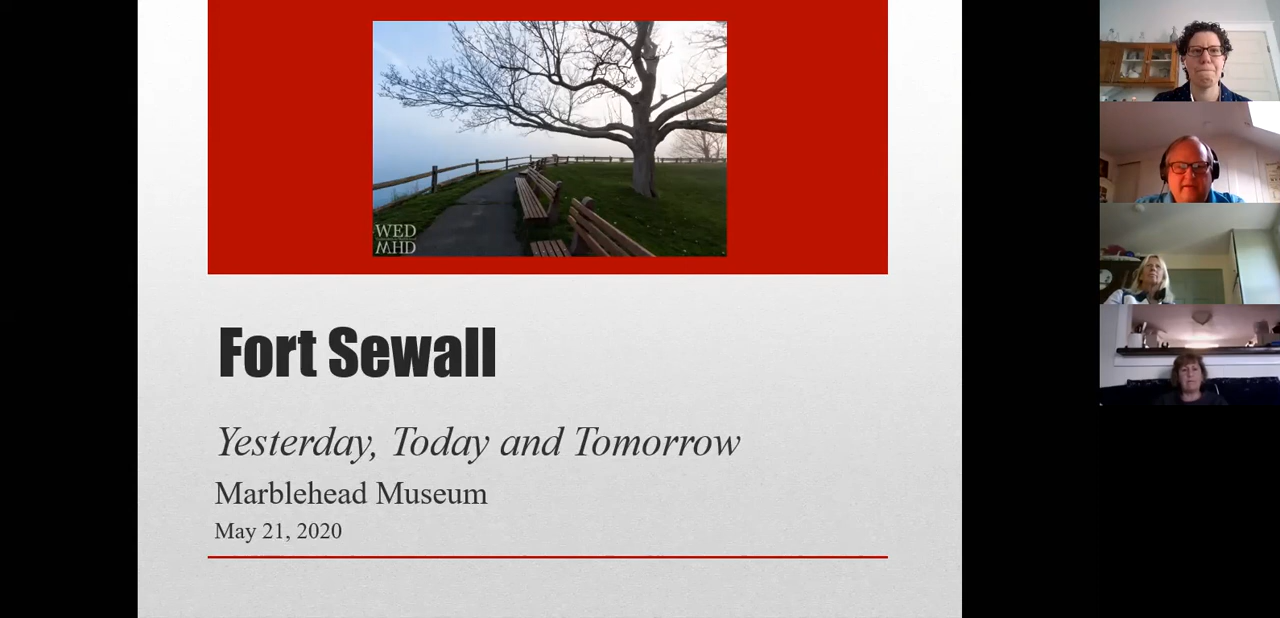 WED
MHD
Fort Sewall
Yesterday, Today and Tomorrow
Marblehead Museum
May 21, 2020